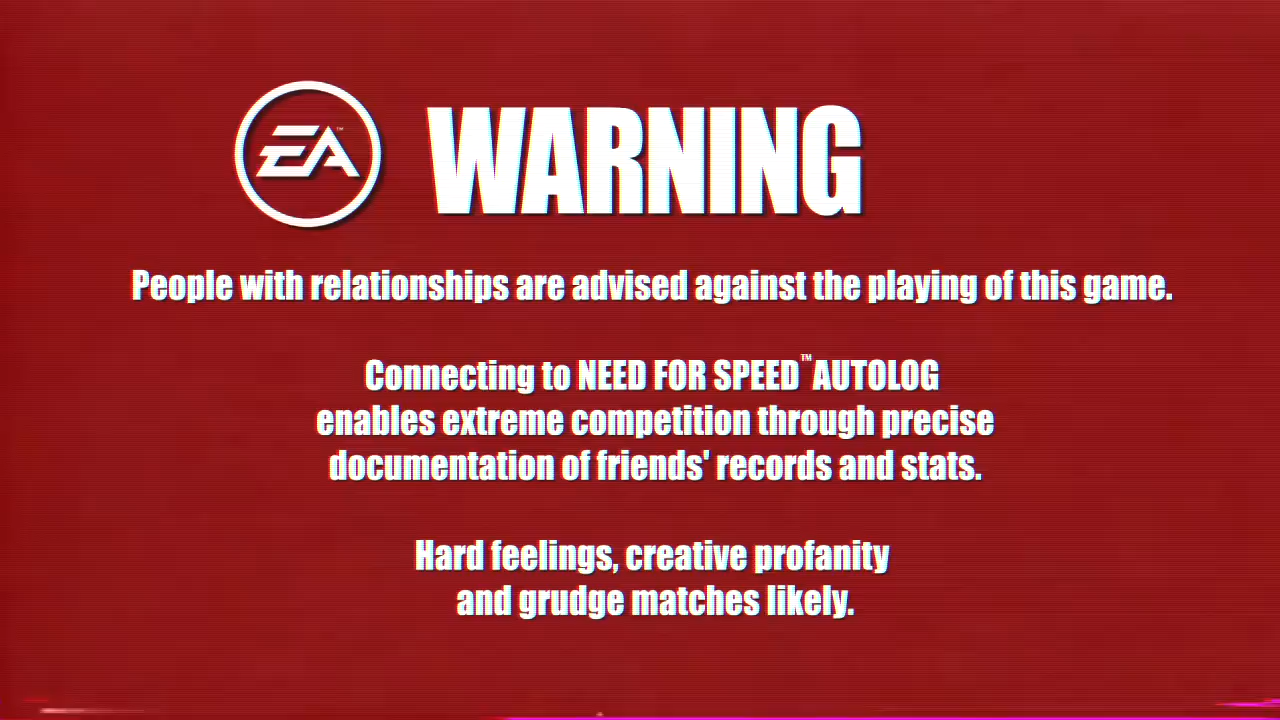 EA™ WARNING
People with relationships are advised against the playing of this game.
Connecting to NEED FOR SPEED™ AUTOLOG
enables extreme competition through precise
documentation of friends' records and stats.
Hard feelings, creative profanity
and grudge matches likely.